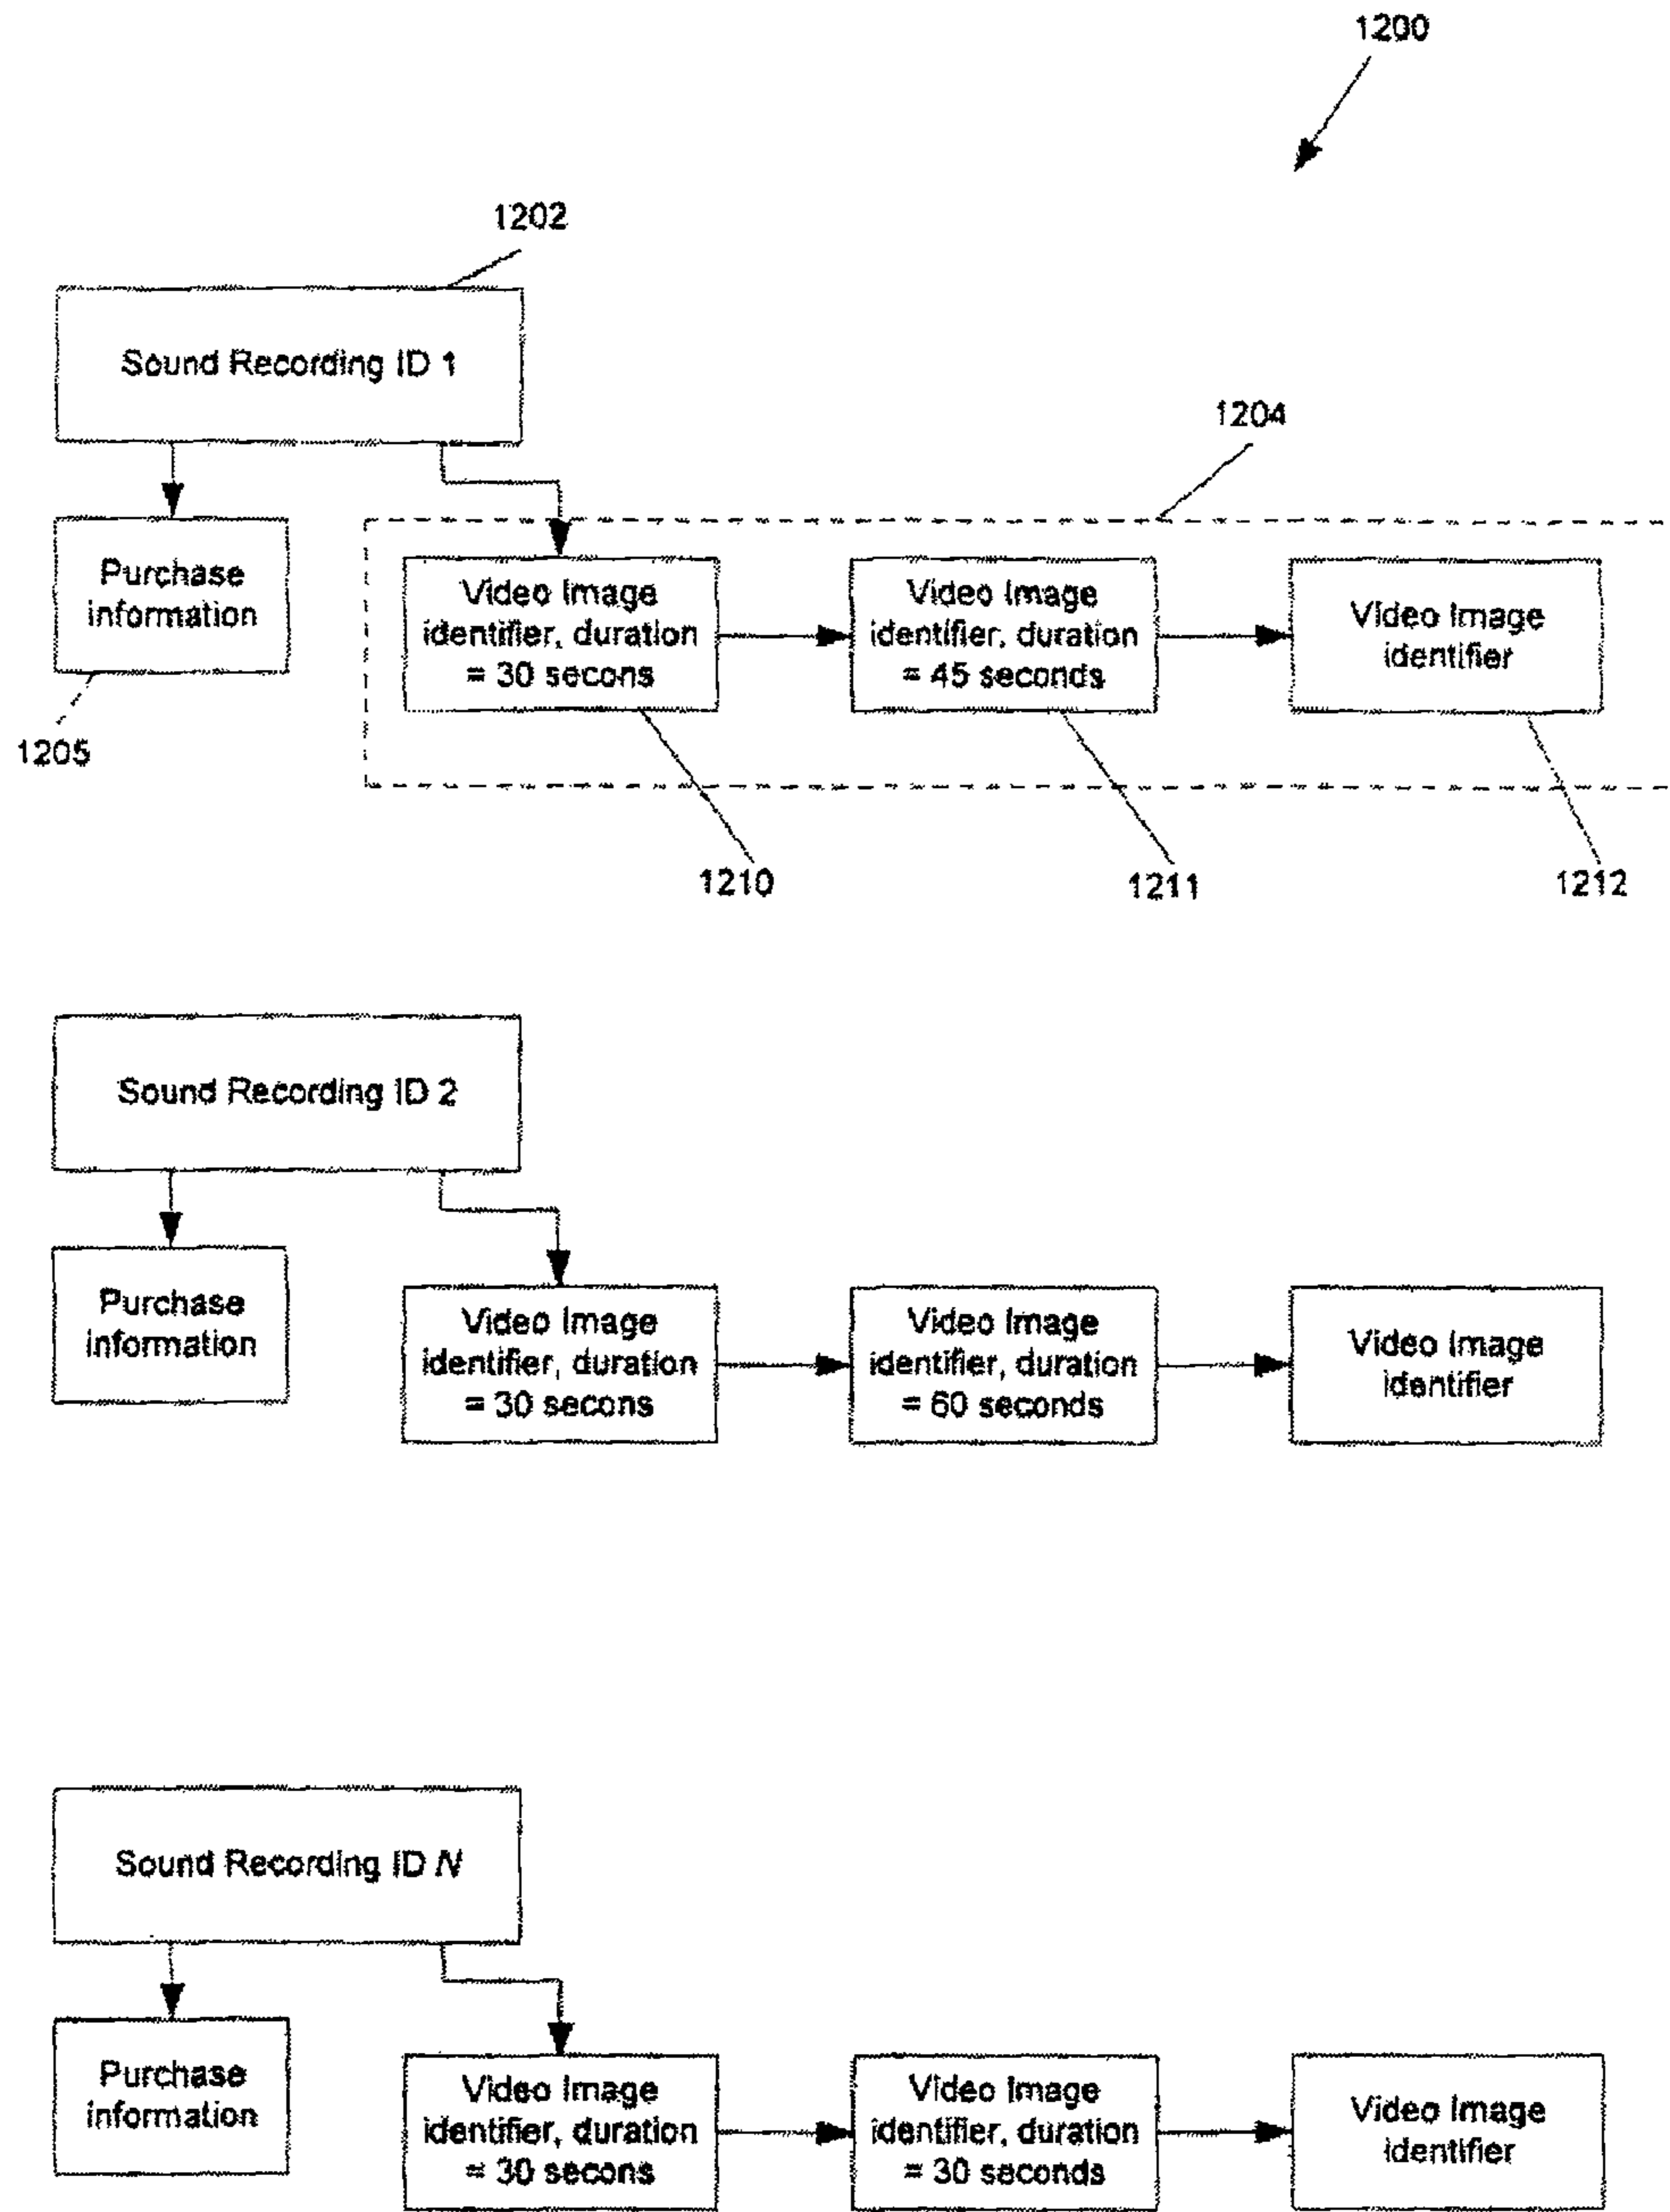 1200
1202
Sound Recording ID 1
1204
Purchase
information
Video Image
identifier, duration
= 30 secons
Video Image
identifier, duration
= 45 seconds
Video Image
identifier
1205
1210
1211
1212
Sound Recording ID 2
Purchase
information
Video Image
identifier, duration
= 30 secons
Video Image
identifier, duration
= 60 seconds
Video Image
identifier
Sound Recording ID N
Purchase
information
Video Image
identifier, duration
= 30 secons
Video Image
identifier, duration
= 30 seconds
Video Image
identifier